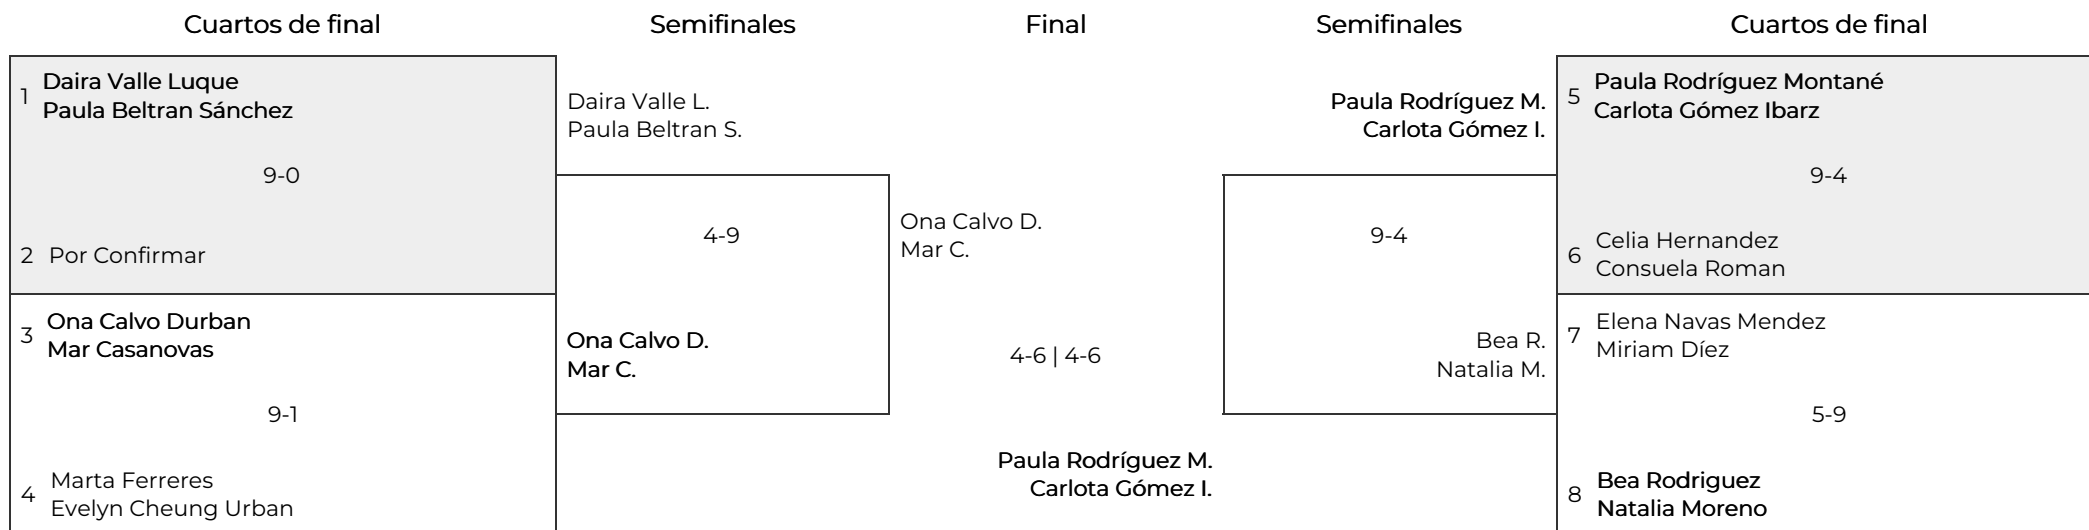 Cuartos de final
Semifinales
Final
Semifinales
Cuartos de final
1
Daira Valle Luque
Paula Beltran Sánchez
9-0
2
Por Confirmar
3
Ona Calvo Durban
Mar Casanovas
9-1
4
Marta Ferreres
Evelyn Cheung Urban
Daira Valle L.
Paula Beltran S.
4-9
Ona Calvo D.
Mar C.
Ona Calvo D.
Mar C.
4-6 | 4-6
Paula Rodríguez M.
Carlota Gómez I.
Paula Rodríguez M.
Carlota Gómez I.
9-4
Bea R.
Natalia M.
5
Paula Rodríguez Montané
Carlota Gómez Ibarz
9-4
6
Celia Hernandez
Consuela Roman
7
Elena Navas Mendez
Miriam Díez
5-9
8
Bea Rodriguez
Natalia Moreno